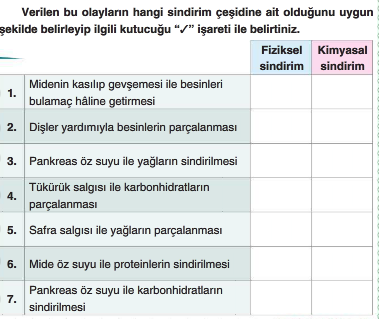 Verilen bu olayların hangi sindirim çeşidine ait olduğunu uygun
şekilde belirleyip ilgili kutucuğu “✓” işareti ile belirtiniz.
Fiziksel sindirim
Kimyasal sindirim
1. Midenin kasılıp gevşemesi ile besinleri
bulamaç hâline getirmesi
2. Dişler yardımıyla besinlerin parçalanması
3. Pankreas öz suyu ile yağların sindirilmesi
4. Tükürük salgısı ile karbonhidratların
parçalanması
5. Safra salgısı ile yağların parçalanması
6. Mide öz suyu ile proteinlerin sindirilmesi
7. Pankreas öz suyu ile karbonhidratların
sindirilmesi